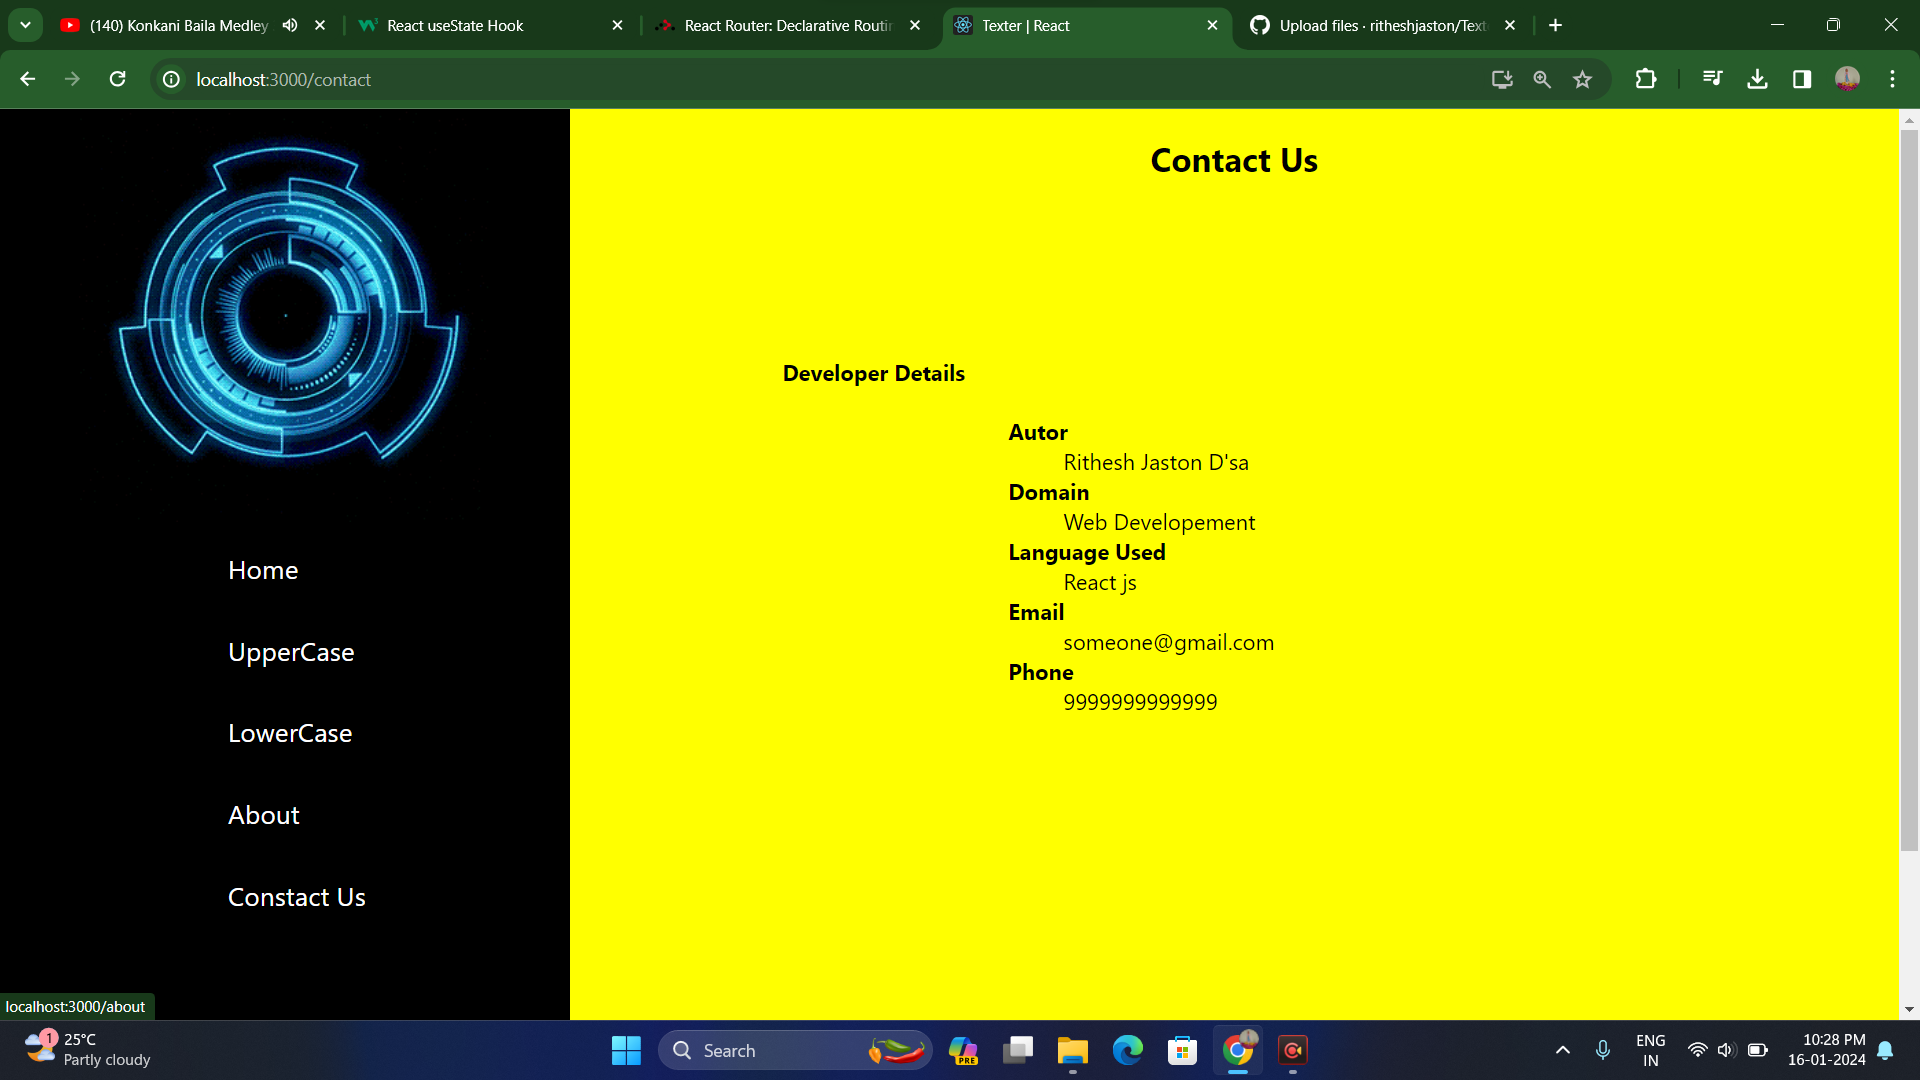 (140) Konkani Baila Medley
React useState Hook
React Router: Declarative Routin
Texter | React
Upload files · ritheshjaston/Text
localhost:3000/contact
Contact Us
Developer Details
Autor
Rithesh Jaston D'sa
Domain
Web Developement
Language Used
React js
Email
someone@gmail.com
Phone
9999999999999
Home
UpperCase
LowerCase
About
Constact Us
localhost:3000/about
1
25°C
Partly cloudy
Search
PRE
ENG
IN
10:28 PM
16-01-2024